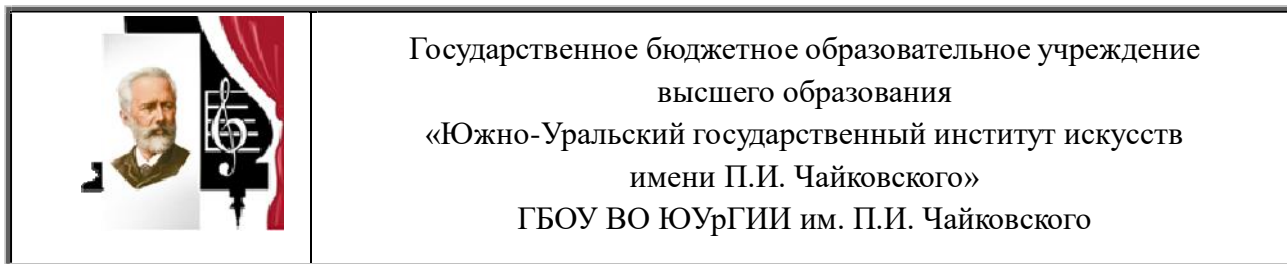 Государственное бюджетное образовательное учреждение
высшего образования
«Южно-Уральский государственный институт искусств
имени П.И. Чайковского»
ГБОУ ВО ЮУрГИИ им. П.И. Чайковского